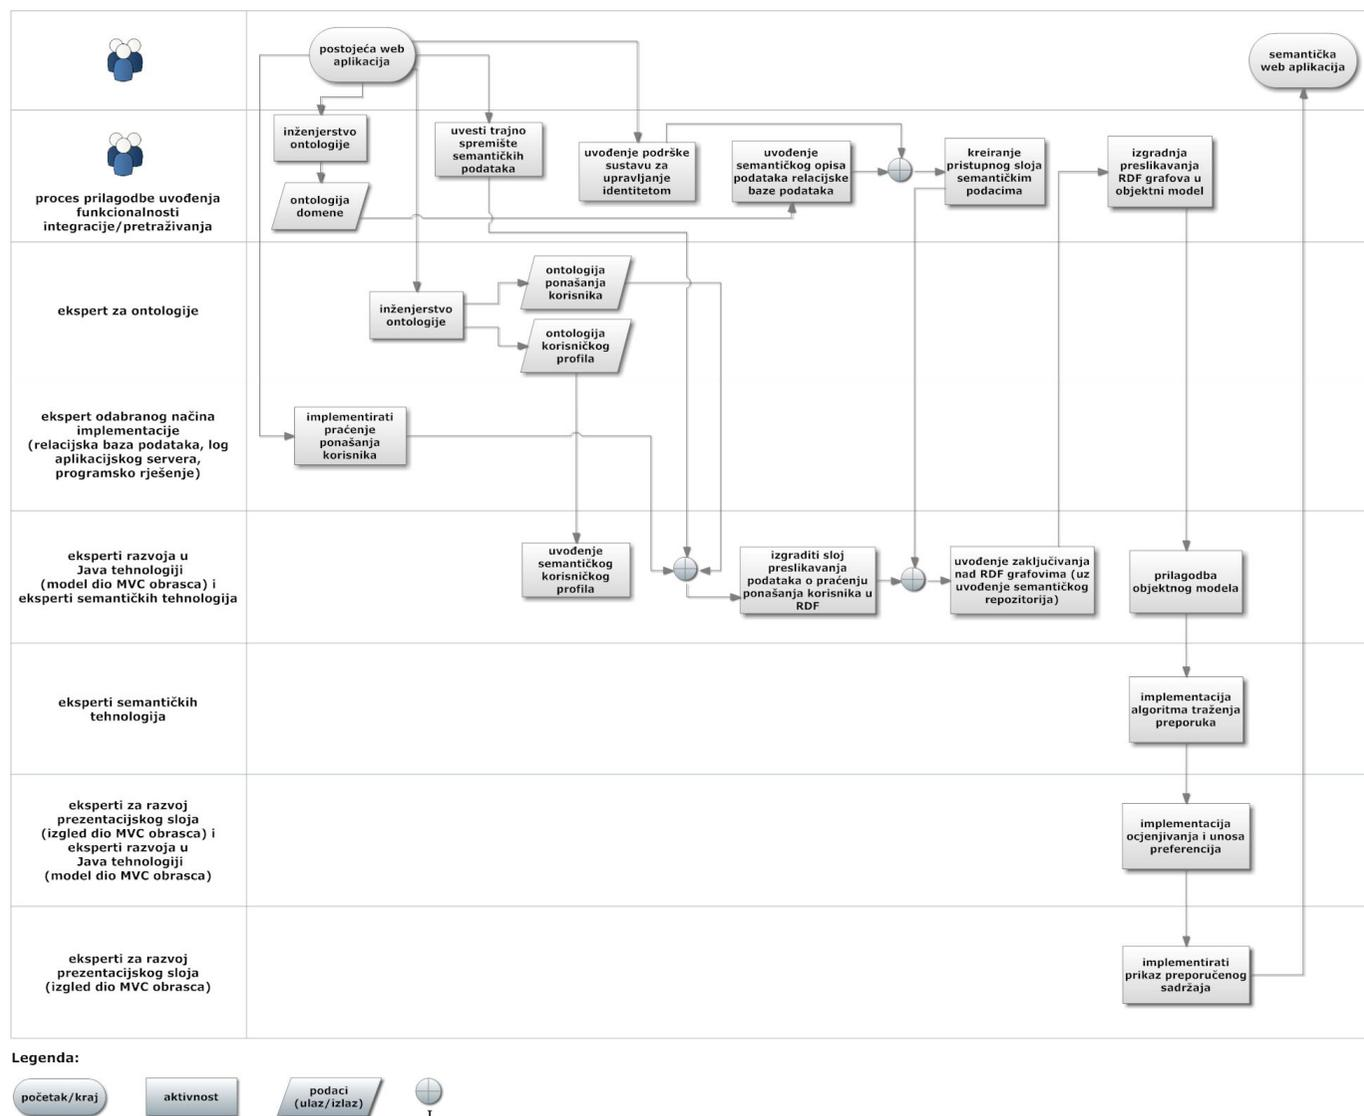 postojeća web
aplikacija
semantička
web aplikacija
proces prilagodbe uvođenja
funkcionalnosti
integracije/pretraživanja
inženjerstvo
ontologije
ontologija
domene
uvesti trajno
spremište
semantičkih
podataka
uvođenje podrške
sustavu za
upravljanje
identitetom
uvođenje
semantičkog opisa
podataka relacijske
baze podataka
kreiranje
pristupnog sloja
semantičkim
podacima
izgradnja
preslikavanja
RDF grafova u
objektni model
ekspert za ontologije
inženjerstvo
ontologije
ontologija
ponašanja
korisnika
ontologija
korisničkog
profila
ekspert odabranog načina
implementacije
(relacijska baza podataka, log
aplikacijskog servera,
programsko rješenje)
implementirati
praćenje
ponašanja
korisnika
eksperti razvoja u
Java tehnologiji
(model dio MVC obrasca) i
eksperti semantičkih tehnologija
uvođenje
semantičkog
korisničkog
profila
izgraditi sloj
preslikavanja
podataka o praćenju
ponašanja korisnika u
RDF
uvođenje zaključivanja
nad RDF grafovima (uz
uvođenje semantičkog
repozitorija)
prilagodba
objektnog modela
eksperti semantičkih
tehnologija
implementacija
algoritma traženja
preporuka
eksperti za razvoj
prezentacijskog sloja
(izgled dio MVC obrasca) i
eksperti razvoja u
Java tehnologiji
(model dio MVC obrasca)
implementacija
ocjenjivanja i unosa
preferencija
eksperti za razvoj
prezentacijskog sloja
(izgled dio MVC obrasca)
implementirati
prikaz preporučenog
sadržaja
Legenda:
početak/kraj
aktivnost
podaci
(ulaz/izlaz)
I